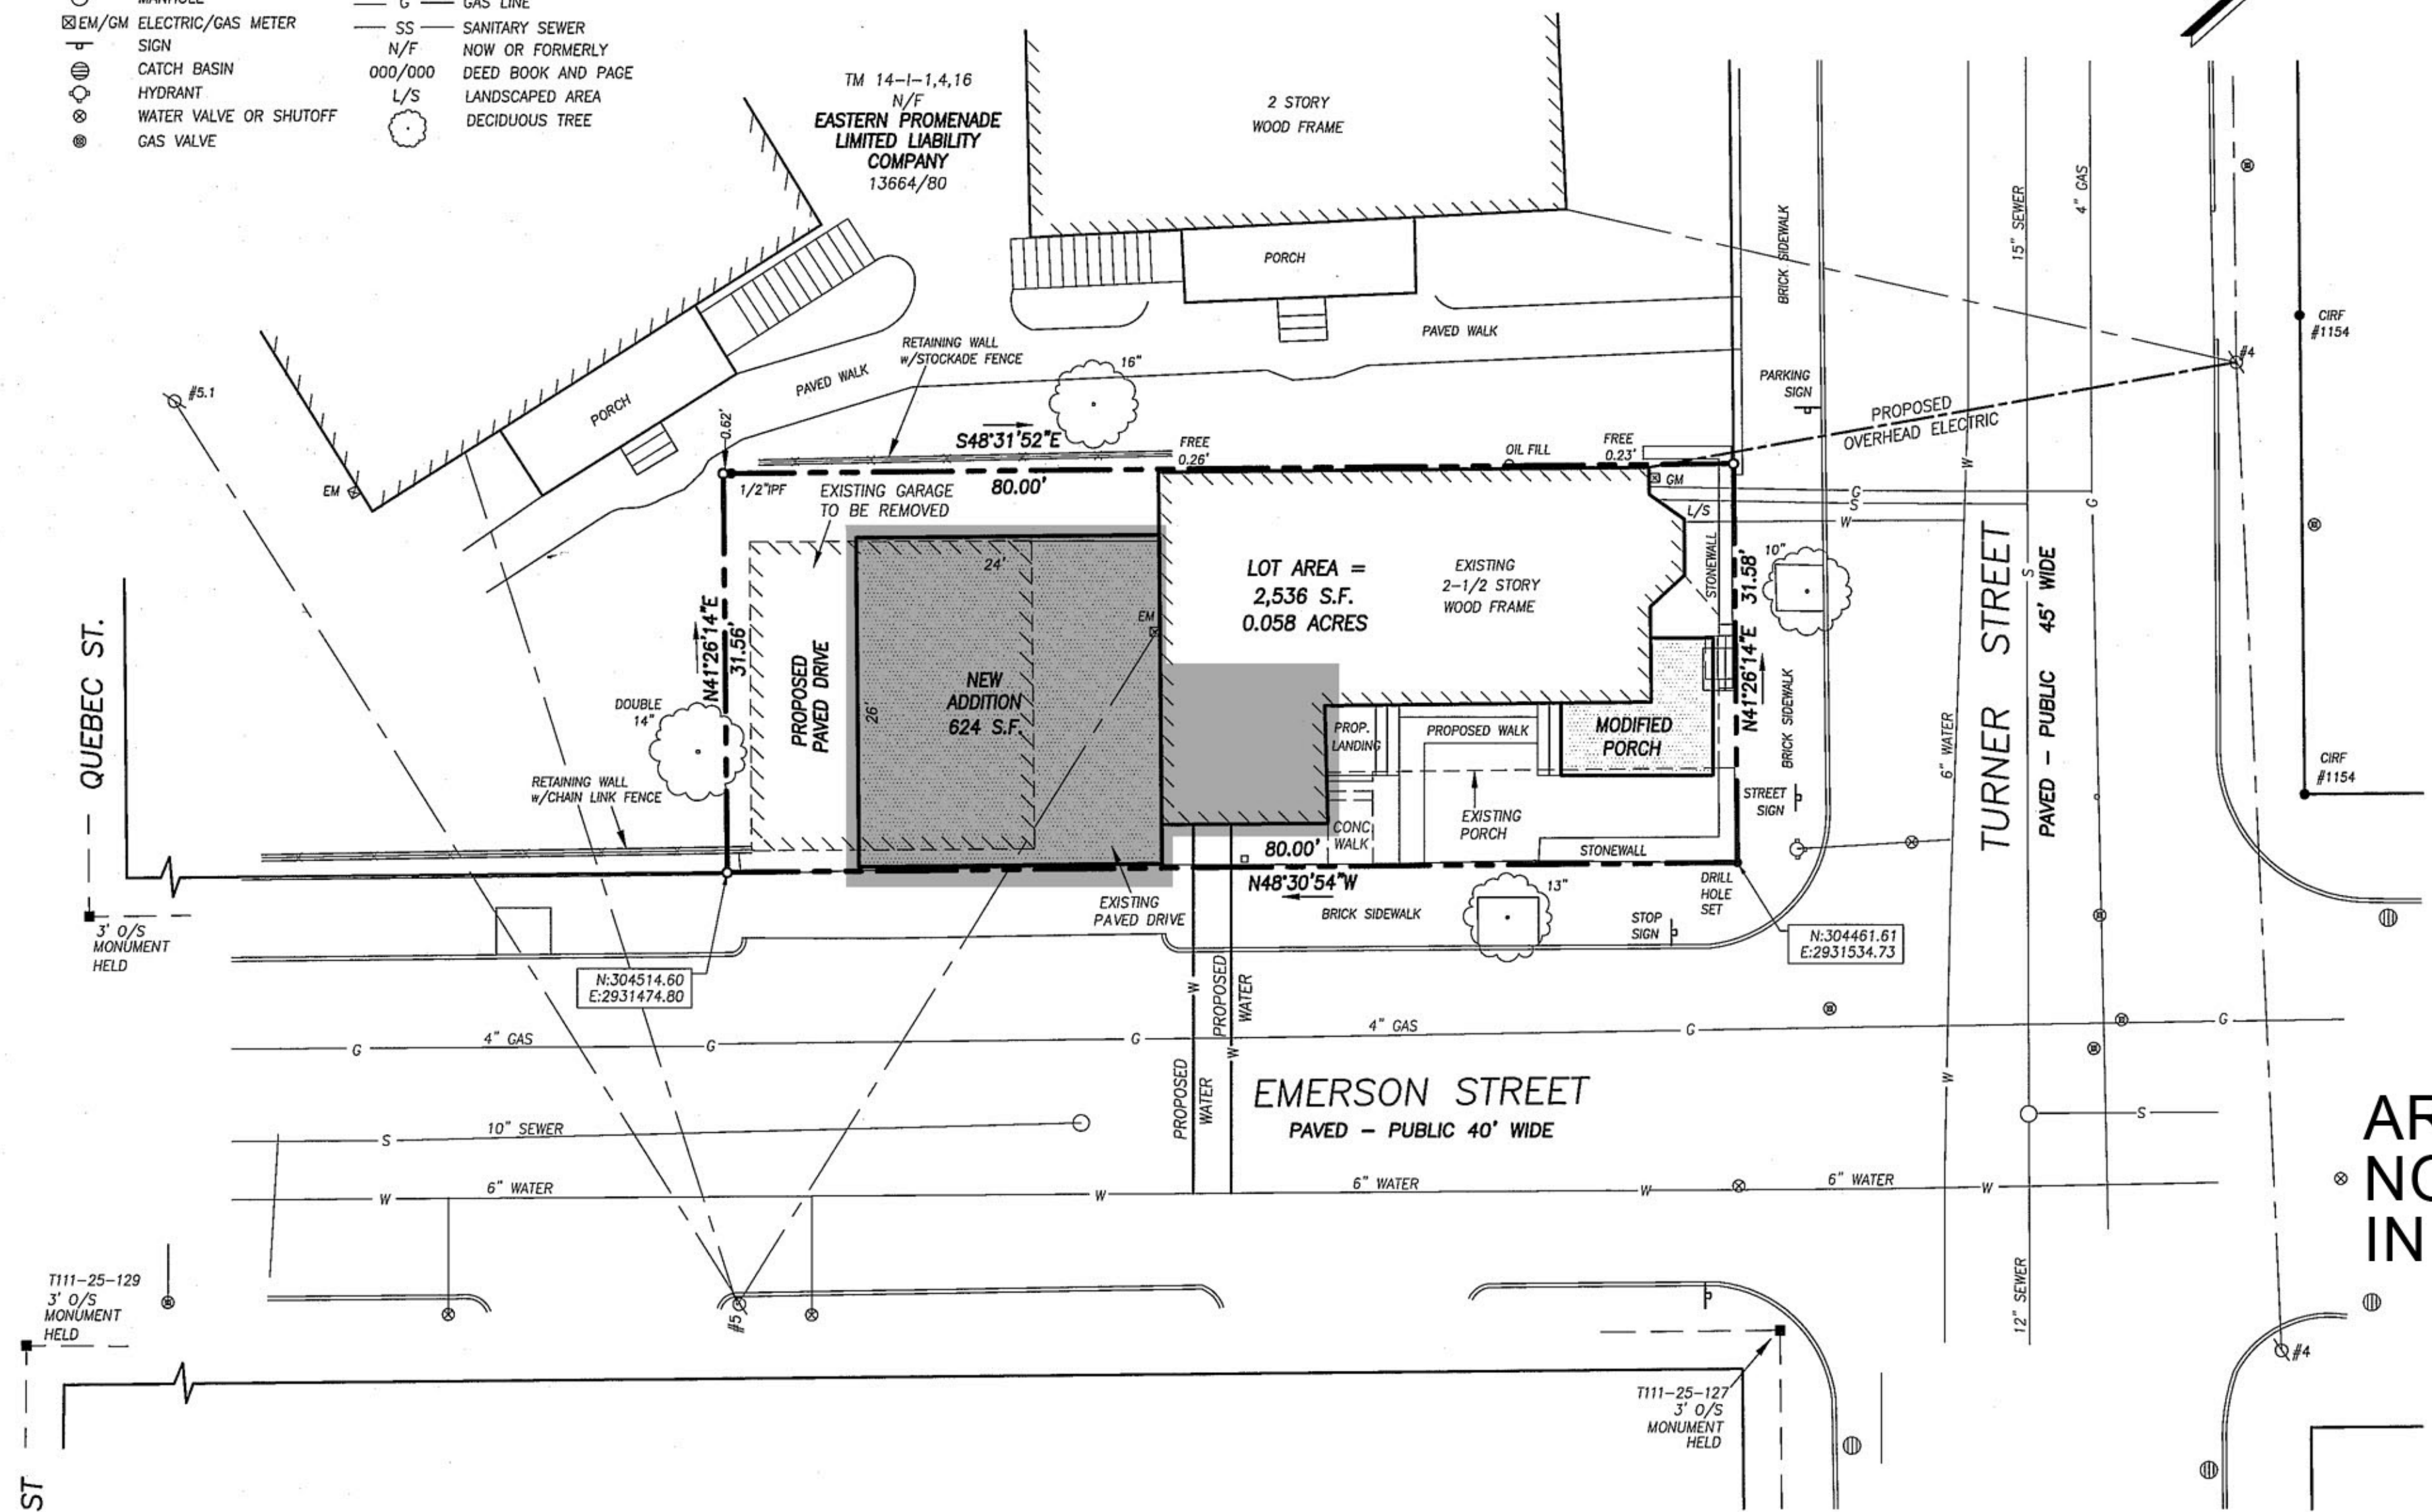 MANHOLE
G GAS LINE
EM/GM ELECTRIC/GAS METER
SS SANITARY SEWER
SIGN
N/F NOW OR FORMERLY
CATCH BASIN
000/000 DEED BOOK AND PAGE
HYDRANT
L/S LANDSCAPED AREA
WATER VALVE OR SHUTOFF
DECIDUOUS TREE
GAS VALVE
TM 14-I-1,4,16
N/F
EASTERN PROMENADE
LIMITED LIABILITY
COMPANY
13664/80
2 STORY
WOOD FRAME
PORCH
PAVED WALK
BRICK SIDEWALK
15" SEWER
4" GAS
CIRF
#1154
#4
PARKING
SIGN
PROPOSED
OVERHEAD ELECTRIC
W
RETAINING WALL
w/STOCKADE FENCE
16"
PAVED WALK
PORCH
#5.1
EM
0.62'
S48°31'52"E
80.00'
FREE
0.26'
OIL FILL
FREE
0.23'
1/2"IPF
EXISTING GARAGE
TO BE REMOVED
GM
L/S
G
S
W
G
STONEWALL
10"
N41°26'14"E
31.58'
LOT AREA =
2,536 S.F.
0.058 ACRES
EXISTING
2-1/2 STORY
WOOD FRAME
EM
24'
26'
NEW
ADDITION
624 S.F.
PROPOSED
PAVED DRIVE
N41°26'14"E
31.56'
DOUBLE
14"
RETAINING WALL
w/CHAIN LINK FENCE
QUEBEC ST.
PROP.
LANDING
PROPOSED WALK
MODIFIED
PORCH
BRICK SIDEWALK
6" WATER
TURNER STREET
PAVED - PUBLIC 45' WIDE
S
CIRF
#1154
STREET
SIGN
EXISTING
PORCH
CONC.
WALK
80.00'
STONEWALL
N48°30'54"W
BRICK SIDEWALK
13"
DRILL
HOLE
SET
STOP
SIGN
EXISTING
PAVED DRIVE
3' O/S
MONUMENT
HELD
N:304514.60
E:2931474.80
N:304461.61
E:2931534.73
W
PROPOSED
WATER
W
PROPOSED
WATER
G
4" GAS
G
G
4" GAS
G
G
W
EMERSON STREET
PAVED - PUBLIC 40' WIDE
S
10" SEWER
S
W
6" WATER
W
6" WATER
W
6" WATER
W
AR
NO
IN
T111-25-129
3' O/S
MONUMENT
HELD
#5
12" SEWER
#4
T111-25-127
3' O/S
MONUMENT
HELD
ST